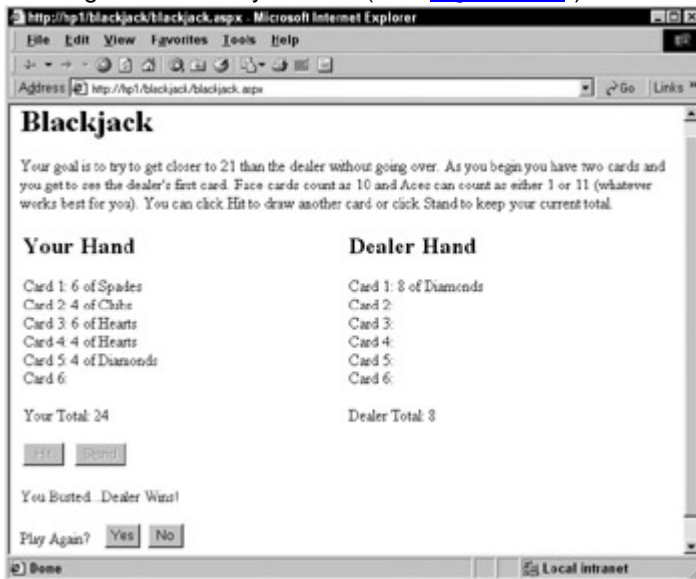 http://hp1/blackjack/blackjack.aspx - Microsoft Internet Explorer
File Edit View Favorites Tools Help
Address http://hp1/blackjack/blackjack.aspx Go Links »
Blackjack
Your goal is to try to get closer to 21 than the dealer without going over. As you begin you have two cards and
you get to see the dealer's first card. Face cards count as 10 and Aces can count as either 1 or 11 (whatever
works best for you). You can click Hit to draw another card or click Stand to keep your current total.
Your Hand Dealer Hand
Card 1: 6 of Spades Card 1: 8 of Diamonds
Card 2: 4 of Clubs Card 2:
Card 3: 6 of Hearts Card 3:
Card 4: 4 of Hearts Card 4:
Card 5: 4 of Diamonds Card 5:
Card 6: Card 6:
Your Total: 24 Dealer Total: 8
Hit Stand
You Busted...Dealer Wins!
Play Again? Yes No
Done Local intranet